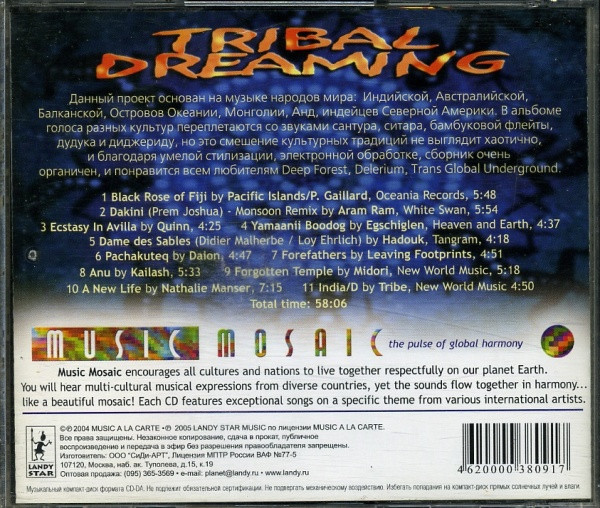 TRIBAL
DREAMING
Данный проект основан на музыке народов мира: Индийской, Австралийской,
Балканской, Островов Океании, Монголии, Анд, индейцев Северной Америки. В альбоме
голоса разных культур переплетаются со звуками сантура, ситара, бамбуковой флейты,
дудука и диджериду, но это смешение культурных традиций не выглядит хаотично,
и благодаря умелой стилизации, электронной обработке, сборник очень
органичен, и понравится всем любителям Deep Forest, Delerium, Trans Global Underground.
1 Black Rose of Fiji by Pacific Islands/P. Gaillard, Oceania Records, 5:48
2 Dakini (Prem Joshua) - Monsoon Remix by Aram Ram, White Swan, 5:54
3 Ecstasy In Avilla by Quinn, 4:25 4 Yamaanii Boodog by Egschiglen, Heaven and Earth, 4:37
5 Dame des Sables (Didier Malherbe / Loy Ehrlich) by Hadouk, Tangram, 4:18
6 Pachakuteq by Daion, 4:47 7 Forefathers by Leaving Footprints, 4:51
8 Anu by Kailash, 5:33 9 Forgotten Temple by Midori, New World Music, 5:18
10 A New Life by Nathalie Manser, 7:15 11 India/D by Tribe, New World Music 4:50
Total time: 58:06
MUSIC MOSAIC the pulse of global harmony
Music Mosaic encourages all cultures and nations to live together respectfully on our planet Earth.
You will hear multi-cultural musical expressions from diverse countries, yet the sounds flow together in harmony...
like a beautiful mosaic! Each CD features exceptional songs on a specific theme from various international artists.
©℗ 2004 MUSIC A LA CARTE. ℗ 2005 LANDY STAR MUSIC по лицензии MUSIC A LA CARTE.
Все права защищены. Незаконное копирование, сдача в прокат, публичное
воспроизведение и передача в эфир без разрешения правообладателя запрещены.
Изготовитель: ООО "СиДи-АРТ", Лицензия МПТР России ВАФ №77-5
107120, Москва, наб. ак. Туполева, д.15, к.19
Оптовая продажа: (095) 365-3569 • e-mail: planet@landy.ru • www.landy.ru
LANDY
STAR
4 620000 380917
Музыкальный компакт-диск формата CD-DA. Не подлежит обязательной сертификации. Не подвергать механическому воздействию. Избегать попадания на компакт-диск прямых солнечных лучей и влаги.